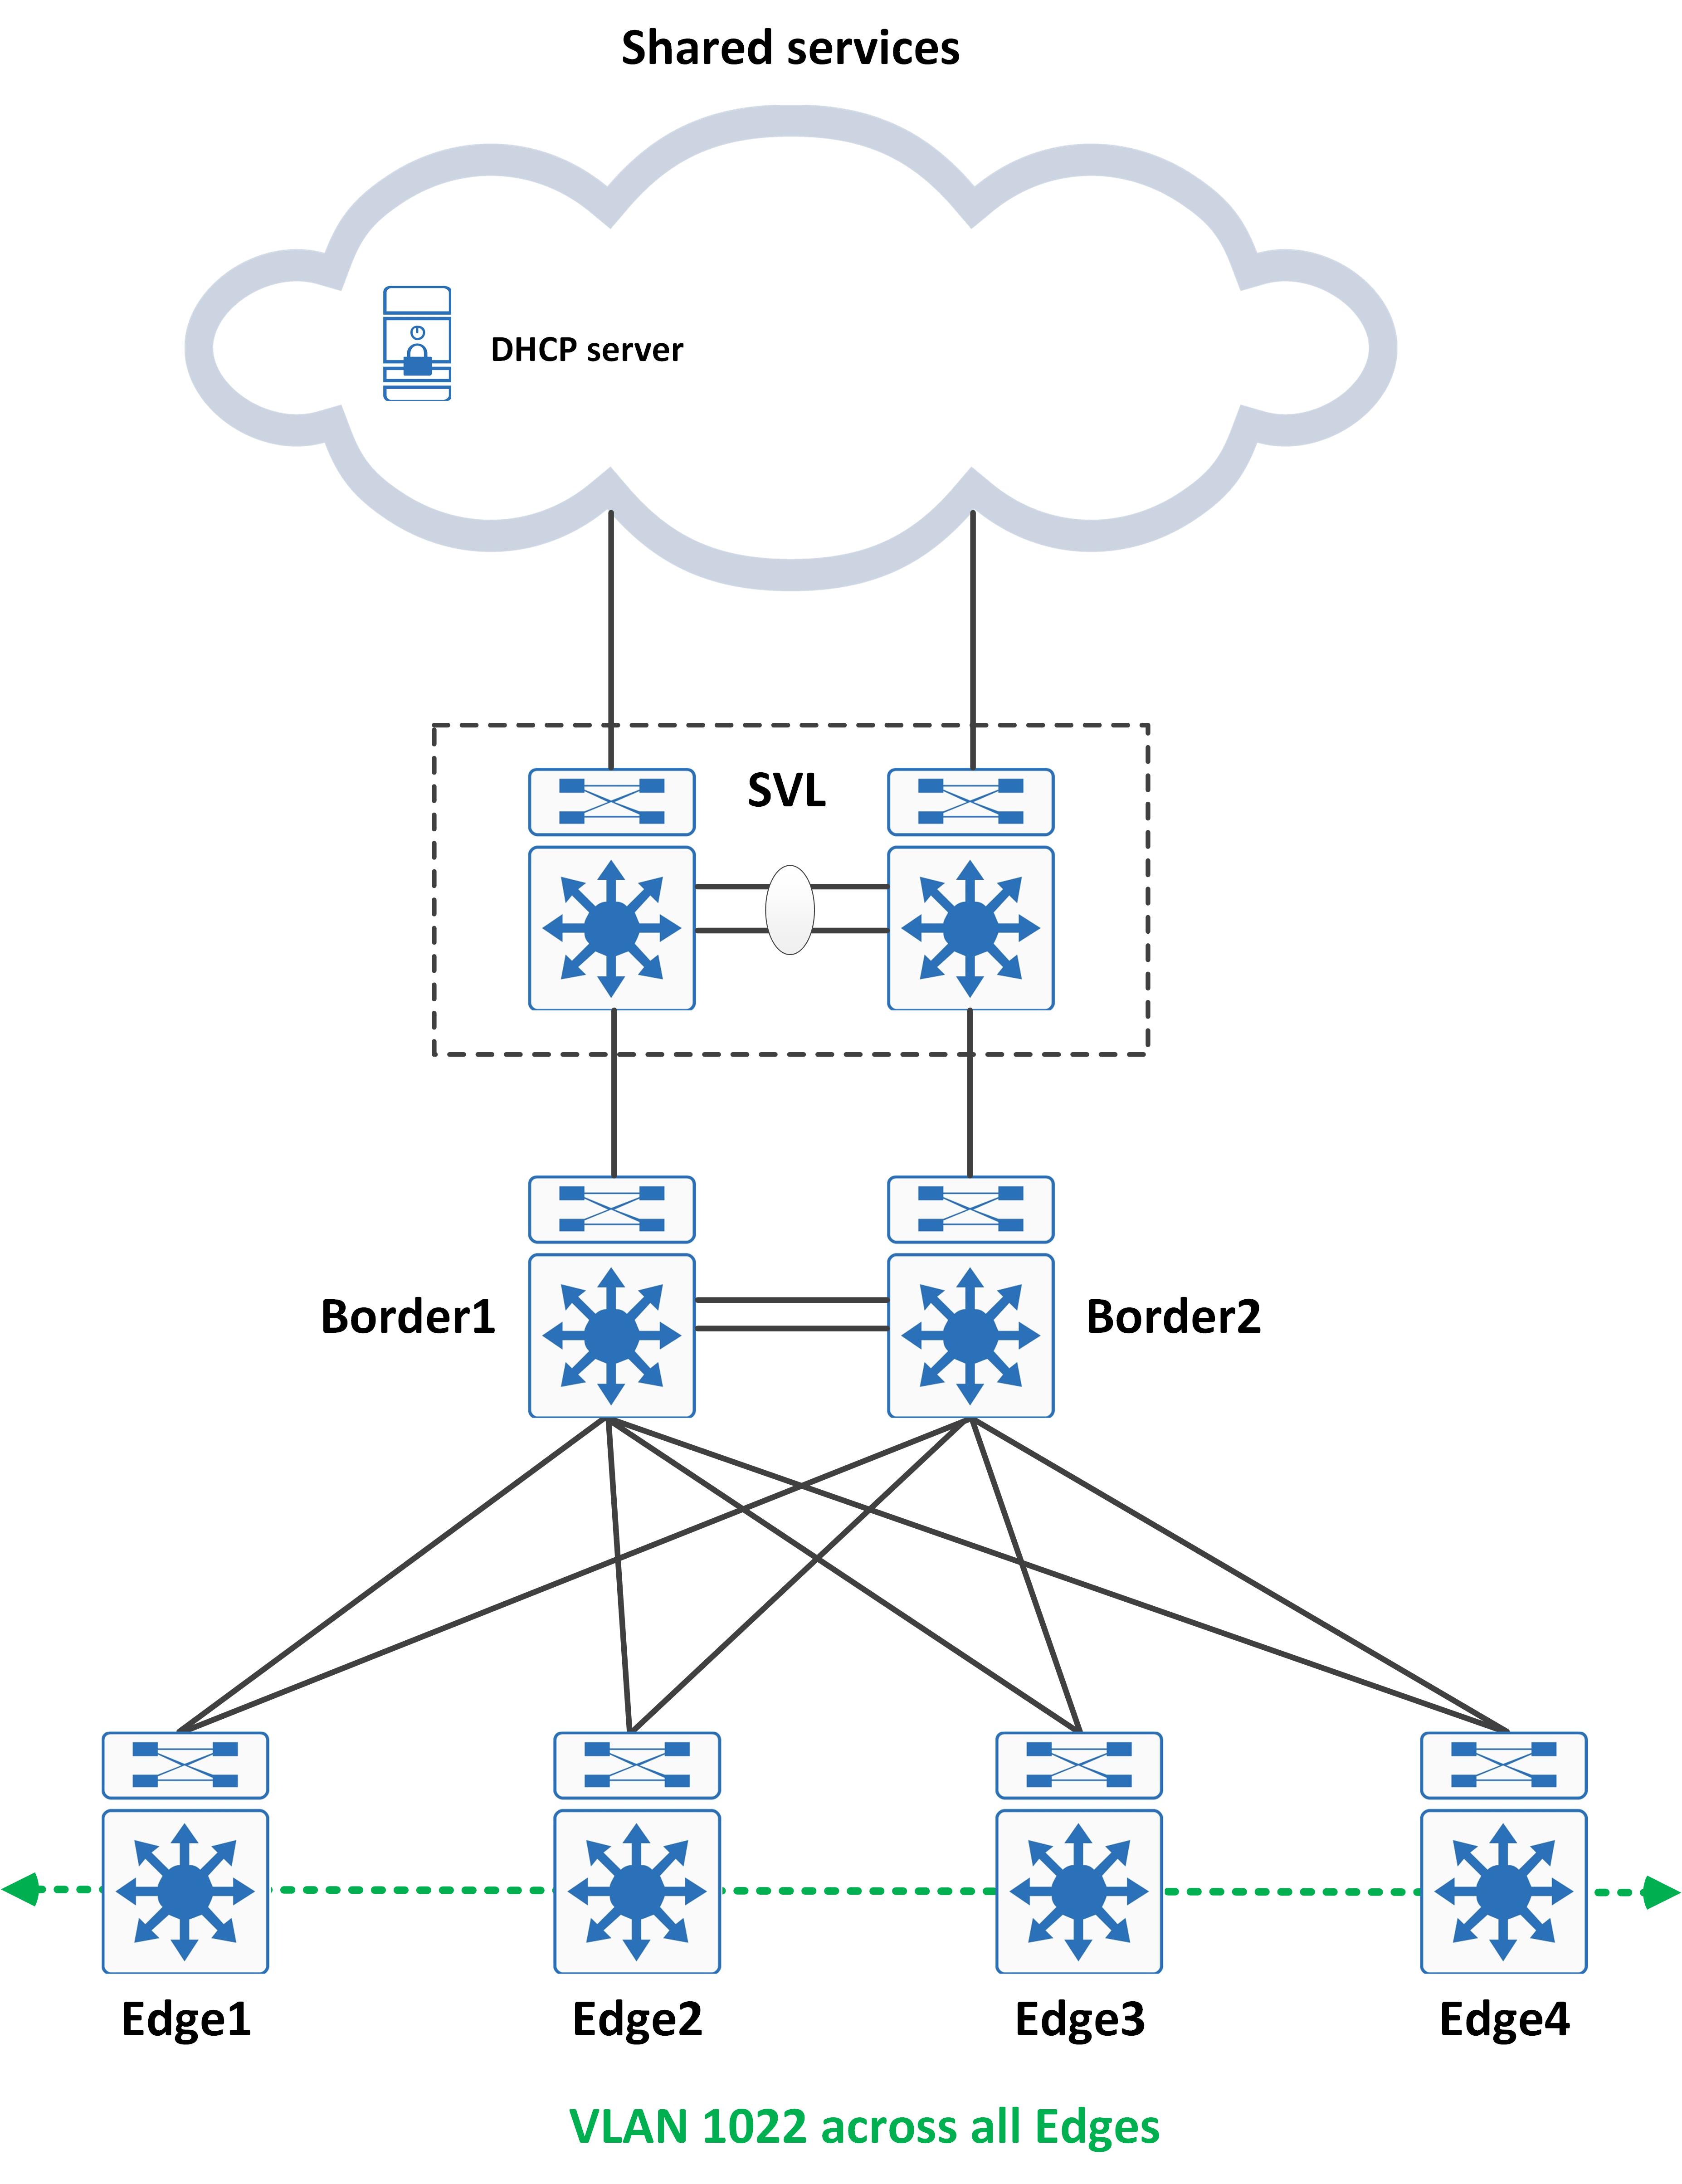 Shared services
DHCP server
SVL
Border1
Border2
Edge1
Edge2
Edge3
Edge4
VLAN 1022 across all Edges